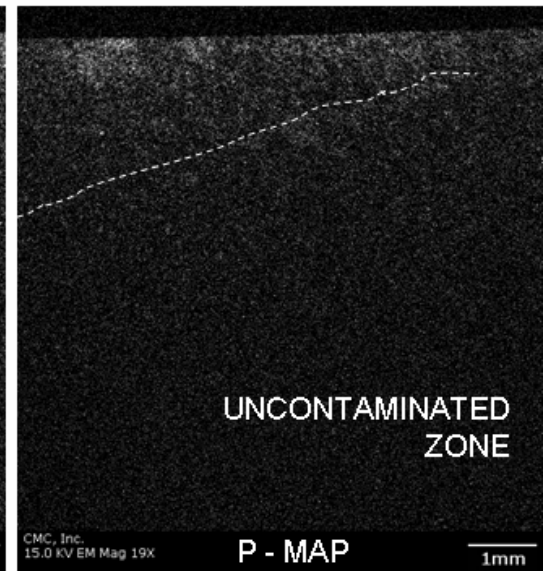 UNCONTAMINATED
ZONE
CMC, Inc.
15.0 KV EM Mag 19X
P - MAP
1mm